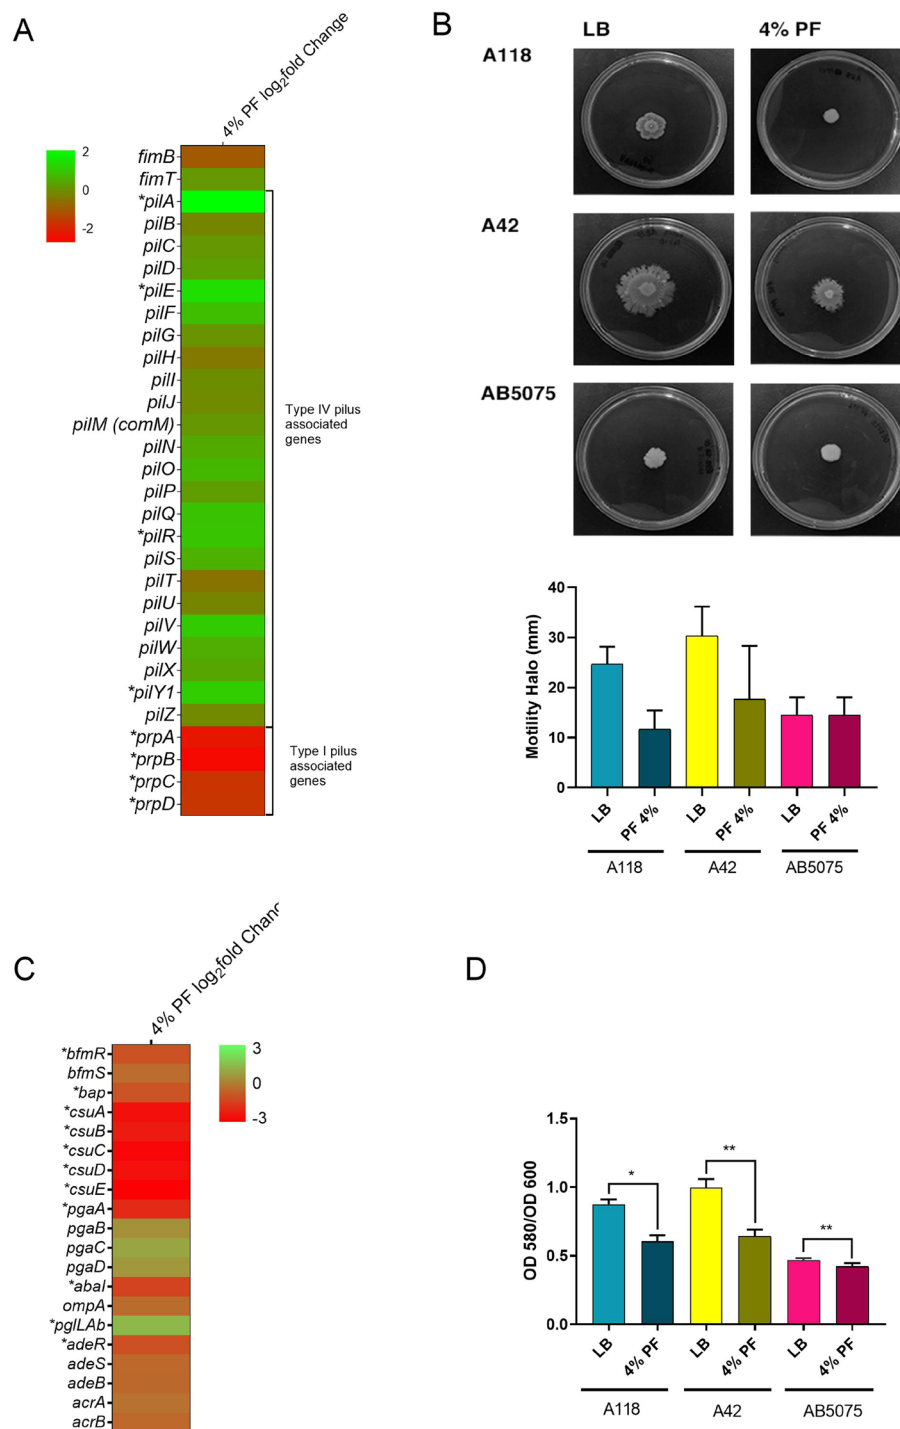 A
4% PF log2fold Change
2
0
-2
fimB
fimT
*pilA
pilB
pilC
pilD
*pilE
pilF
pilG
pilH
pilI
pilJ
pilM (comM)
pilN
pilO
pilP
pilQ
*pilR
pilS
pilT
pilU
pilV
pilW
pilX
*pilY1
pilZ
*prpA
*prpB
*prpC
*prpD
Type IV pilus
associated
genes
Type I pilus
associated
genes
B
LB 4% PF
A118
A42
AB5075
Motility Halo (mm)
40
30
20
10
0
LB PF 4% LB PF 4% LB PF 4%
A118 A42 AB5075
C
4% PF log2fold Chang
3
0
-3
*bfmR
bfmS
*bap
*csuA
*csuB
*csuC
*csuD
*csuE
*pgaA
pgaB
pgaC
pgaD
*abaI
ompA
*pglLAb
*adeR
adeS
adeB
acrA
acrB
D
OD 580/OD 600
1.5
1.0
0.5
0.0
* ** **
LB 4% PF LB 4% PF LB 4% PF
A118 A42 AB5075